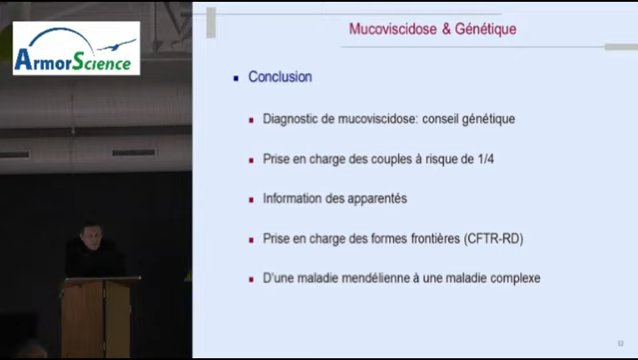 ArmorScience
Mucoviscidose & Génétique
Conclusion
Diagnostic de mucoviscidose: conseil génétique
Prise en charge des couples à risque de 1/4
Information des apparentés
Prise en charge des formes frontières (CFTR-RD)
D'une maladie mendélienne à une maladie complexe
32